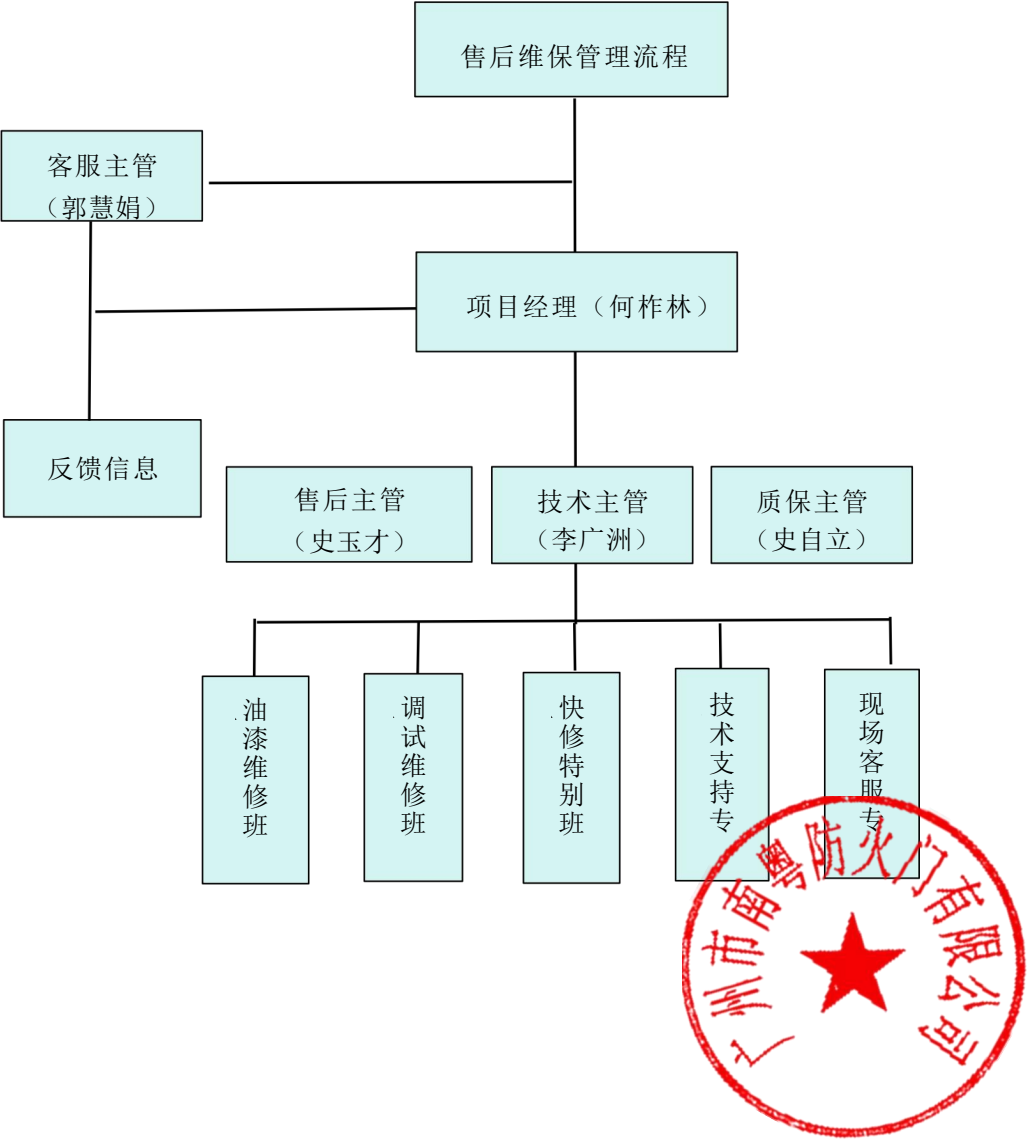 售后维保管理流程
客服主管
（郭慧娟）
项目经理（何柞林）
反馈信息
售后主管
（史玉才）
技术主管
（李广洲）
质保主管
（史自立）
油漆维修班
调试维修班
快修特别班
技术支持专
现场客服专
广州市南粤防火门有限公司